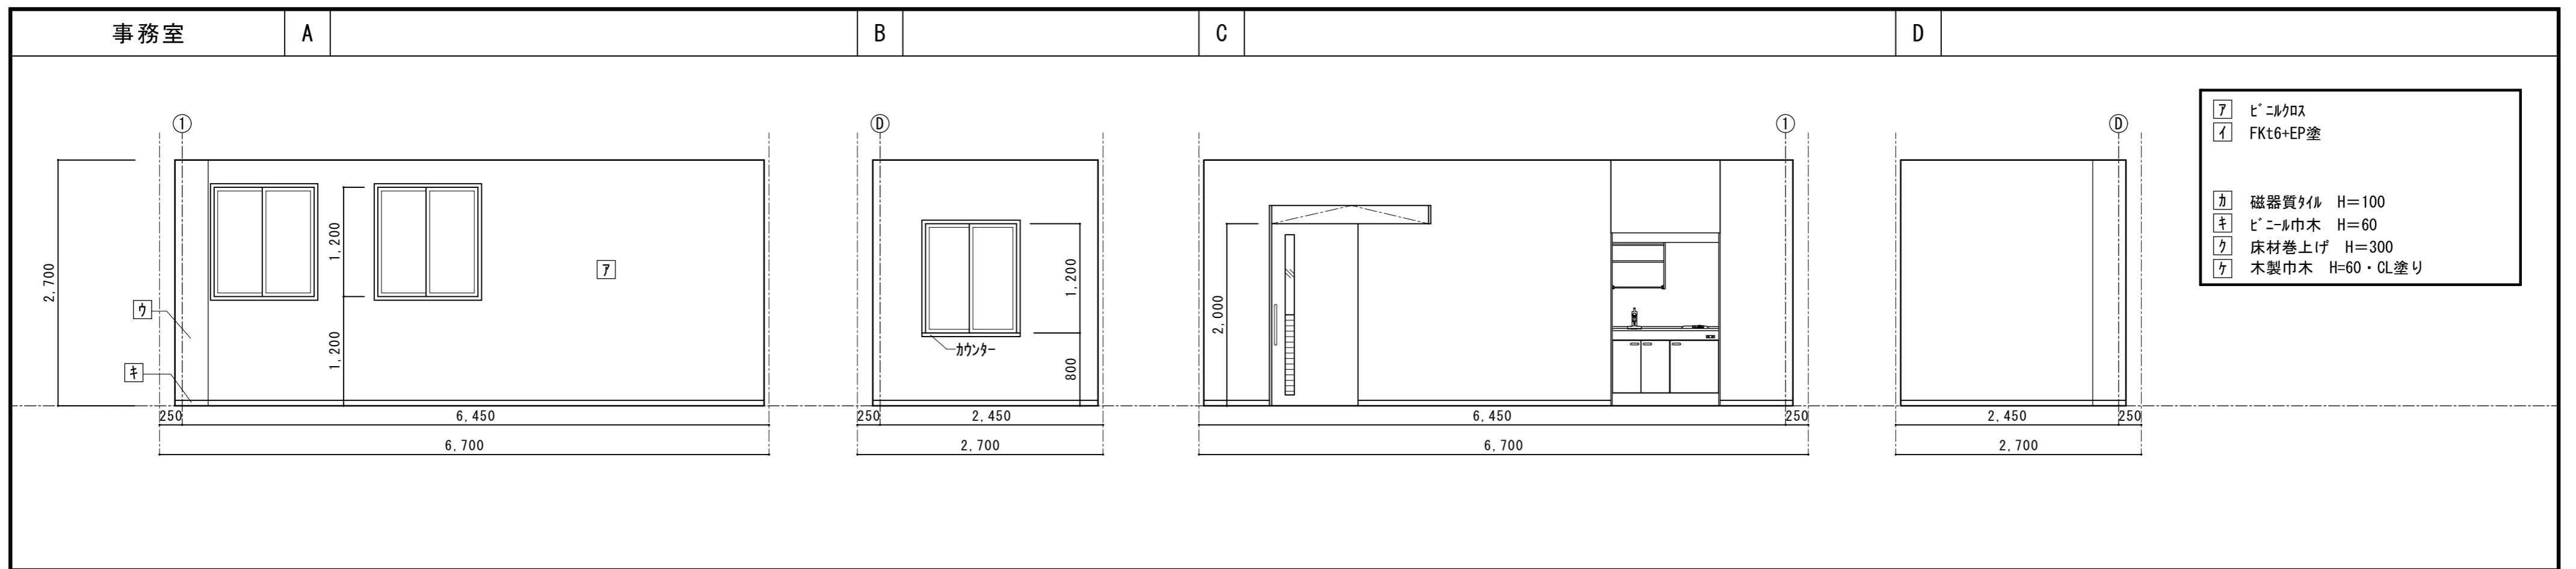 事務室 A B C D
① Ⓓ ① Ⓓ
ア ビニルクロス
イ FKt6+EP塗
カ 磁器質タイル H=100
キ ビニール巾木 H=60
ク 床材巻上げ H=300
ケ 木製巾木 H=60・CL塗り
2,700
ウ
キ
1,200
1,200
ア
1,200
800
カウンター
2,000
250 6,450
6,700
250 2,450
2,700
6,450 250
6,700
2,450 250
2,700